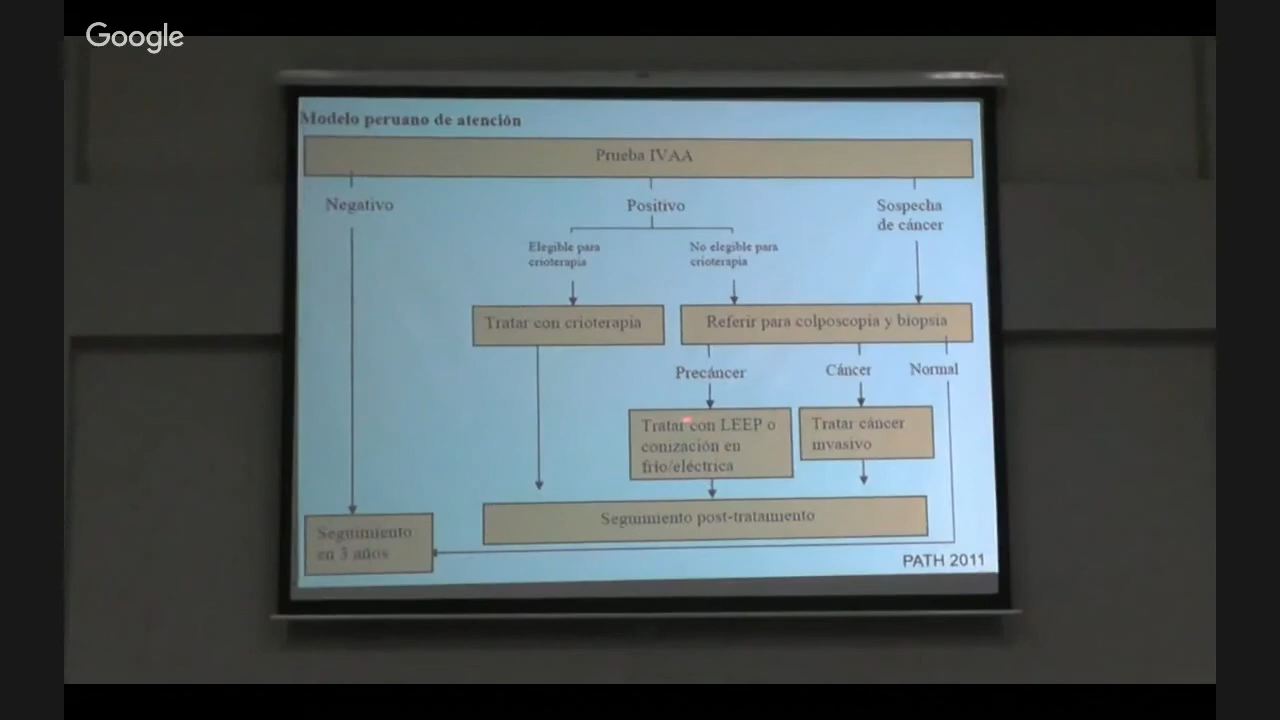 Google
Modelo peruano de atención
Prueba IVAA
Negativo
Positivo
Sospecha
de cáncer
Elegible para
crioterapia
No elegible para
crioterapia
Tratar con crioterapia
Referir para colposcopia y biopsia
Precáncer
Cáncer
Normal
Tratar con LEEP o
conización en
frio/eléctrica
Tratar cáncer
invasivo
Seguimiento post-tratamiento
Seguimiento
en 3 años
PATH 2011